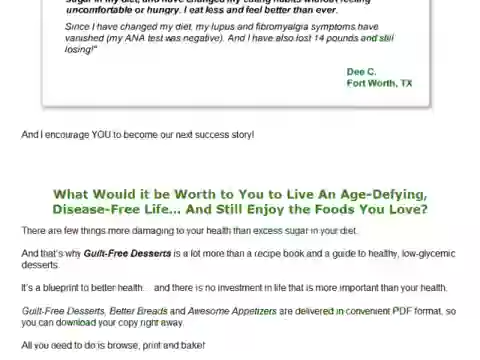 sugar in my diet, and have changed my eating habits without feeling
uncomfortable or hungry. I eat less and feel better than ever.
Since I have changed my diet, my lupus and fibromyalgia symptoms have
vanished (my ANA test was negative). And I have also lost 14 pounds and still
losing!"
Dee C.
Fort Worth, TX
And I encourage YOU to become our next success story!
What Would it be Worth to You to Live An Age-Defying,
Disease-Free Life... And Still Enjoy the Foods You Love?
There are few things more damaging to your health than excess sugar in your diet.
And that's why Guilt-Free Desserts is a lot more than a recipe book and a guide to healthy, low-glycemic
desserts.
It's a blueprint to better health... and there is no investment in life that is more important than your health.
Guilt-Free Desserts, Better Breads and Awesome Appetizers are delivered in convenient PDF format, so
you can download your copy right away.
All you need to do is browse, print and bake!